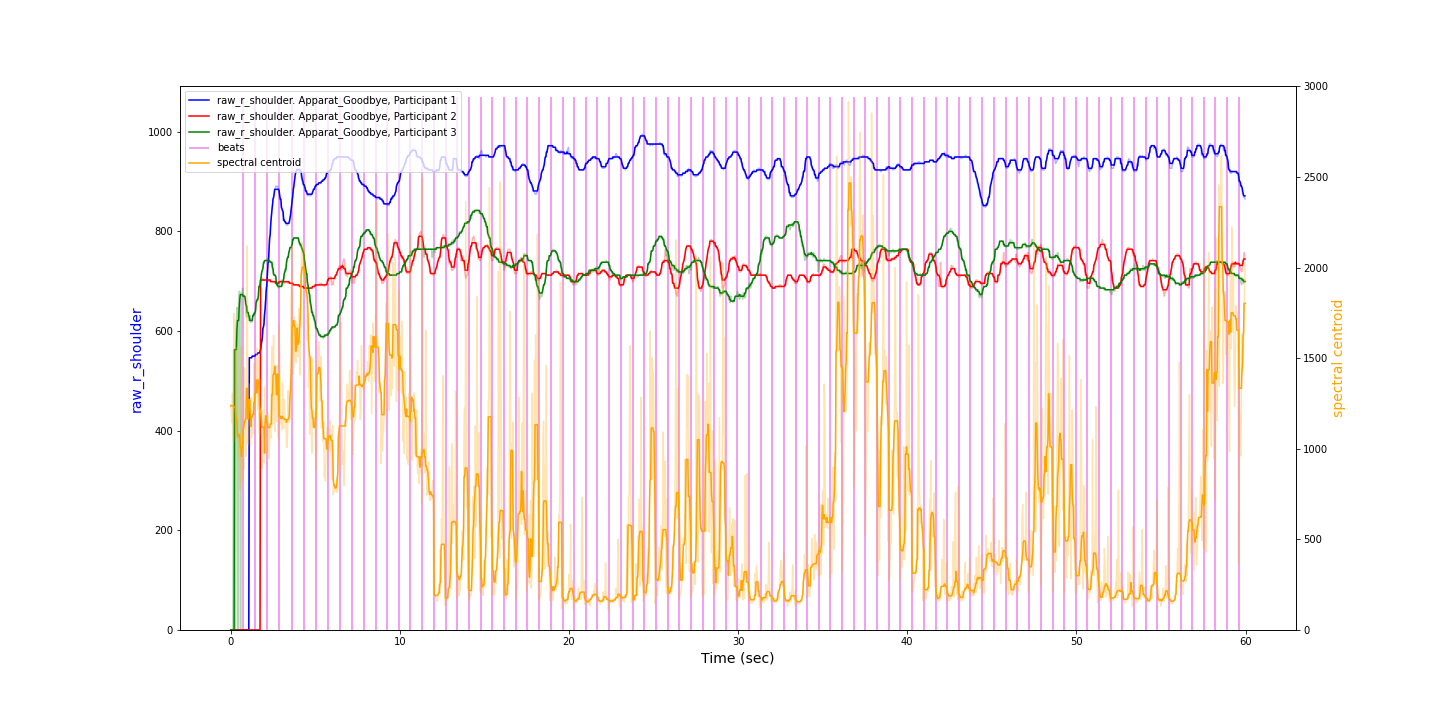 raw_r_shoulder. Apparat_Goodbye, Participant 1
raw_r_shoulder. Apparat_Goodbye, Participant 2
raw_r_shoulder. Apparat_Goodbye, Participant 3
beats
spectral centroid
1000
800
600
400
200
0
raw_r_shoulder
3000
2500
2000
1500
1000
500
0
spectral centroid
0 10 20 30 40 50 60
Time (sec)